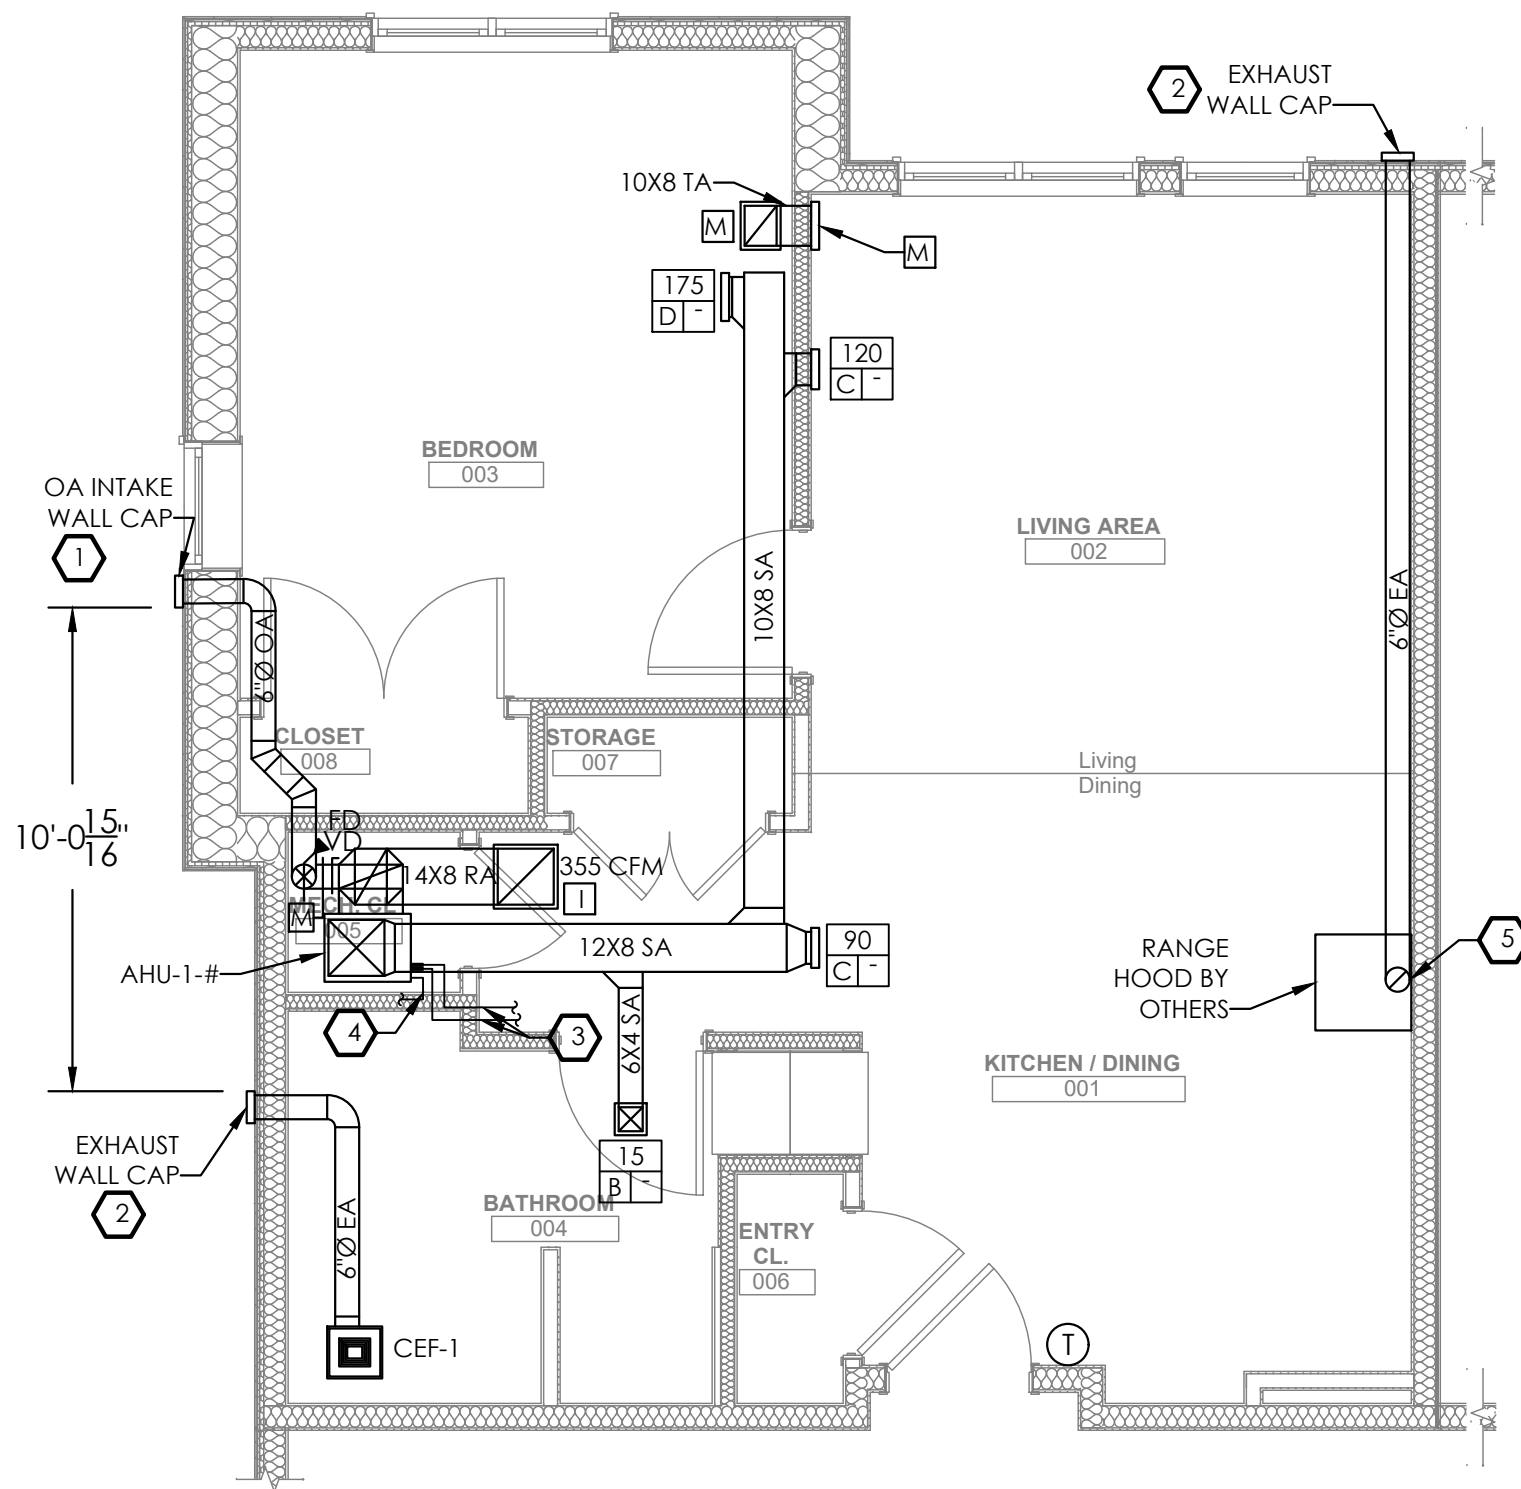 2
EXHAUST
WALL CAP
10X8 TA
M
M
175
D -
120
C -
BEDROOM
003
OA INTAKE
WALL CAP
1
LIVING AREA
002
10X8 SA
6"Ø EA
6"Ø OA
CLOSET
008
STORAGE
007
Living
Dining
10'-0 15/16"
FD
VD
14X8 RA
355 CFM
I
M
MECH. CL
005
12X8 SA
90
C -
AHU-1-#
RANGE
HOOD BY
OTHERS
5
4
3
6X4 SA
KITCHEN / DINING
001
EXHAUST
WALL CAP
2
15
B -
BATHROOM
004
6"Ø EA
ENTRY
CL.
006
CEF-1
T